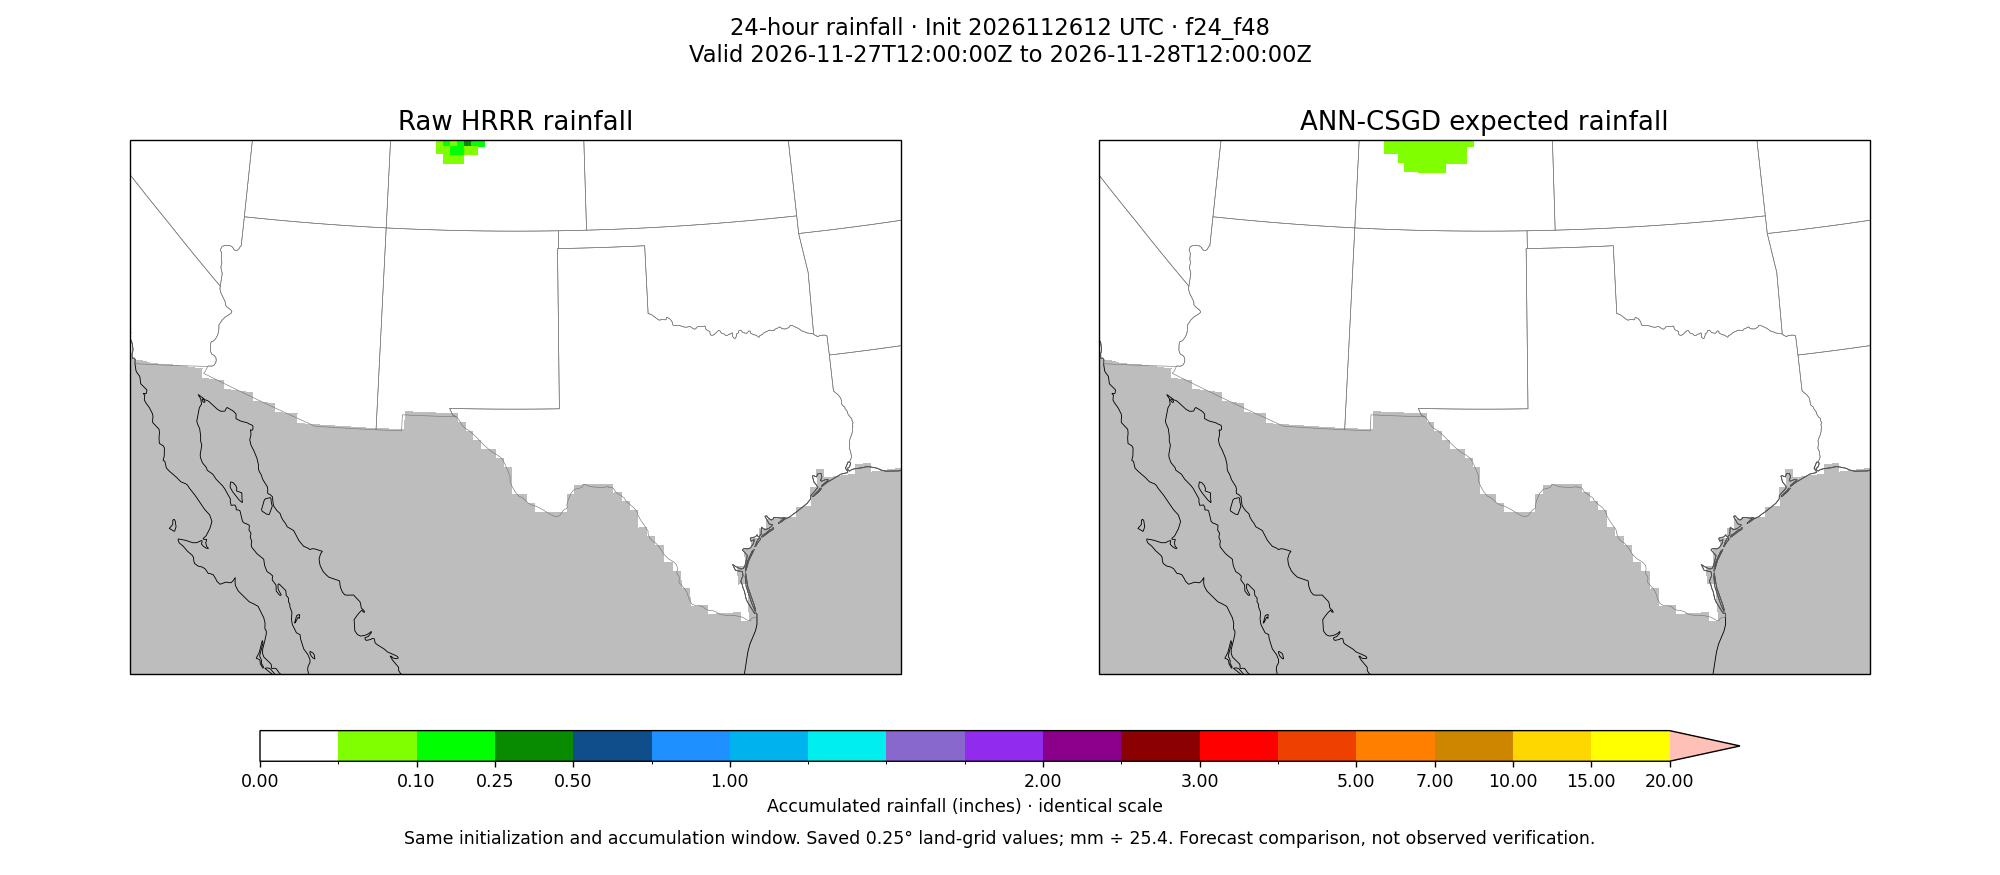 24-hour rainfall · Init 2026112612 UTC · f24_f48
Valid 2026-11-27T12:00:00Z to 2026-11-28T12:00:00Z
Raw HRRR rainfall
ANN-CSGD expected rainfall
0.00 0.10 0.25 0.50 1.00 2.00 3.00 5.00 7.00 10.00 15.00 20.00
Accumulated rainfall (inches) · identical scale
Same initialization and accumulation window. Saved 0.25° land-grid values; mm ÷ 25.4. Forecast comparison, not observed verification.